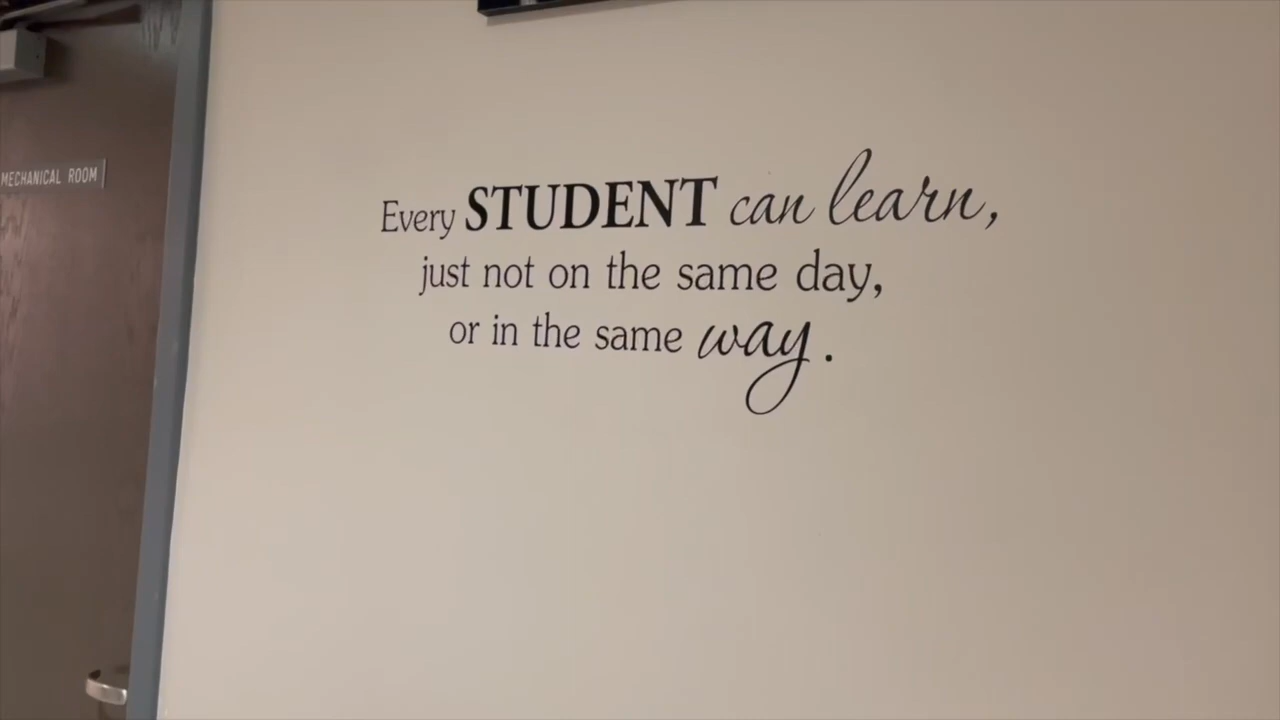 MECHANICAL ROOM
Every STUDENT can learn,
just not on the same day,
or in the same way.